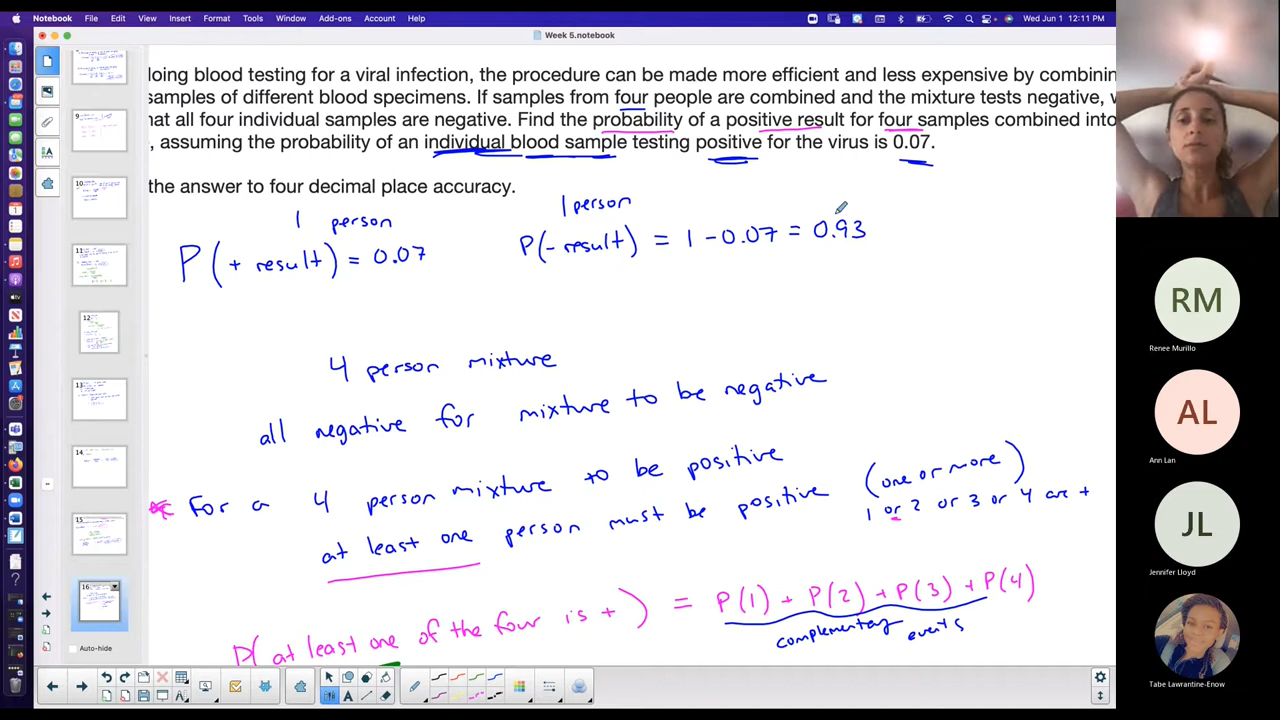 Notebook File Edit View Insert Format Tools Window Add-ons Account Help
Wed Jun 1 12:11 PM
Week 5.notebook
loing blood testing for a viral infection, the procedure can be made more efficient and less expensive by combinin
samples of different blood specimens. If samples from four people are combined and the mixture tests negative, v
hat all four individual samples are negative. Find the probability of a positive result for four samples combined into
, assuming the probability of an individual blood sample testing positive for the virus is 0.07.
the answer to four decimal place accuracy.
1 person
1 person
P(+ result) = 0.07
P(- result) = 1 - 0.07 = 0.93
4 person mixture
all negative for mixture to be negative
* For a 4 person mixture to be positive
at least one person must be positive
(one or more)
1 or 2 or 3 or 4 are +
P( at least one of the four is + ) = P(1) + P(2) + P(3) + P(4)
complementary events
9
10.
11
12
13
14.
15
16
Auto-hide
RM
Renee Murillo
AL
Ann Lan
JL
Jennifer Lloyd
Tabe Lawrantine-Enow